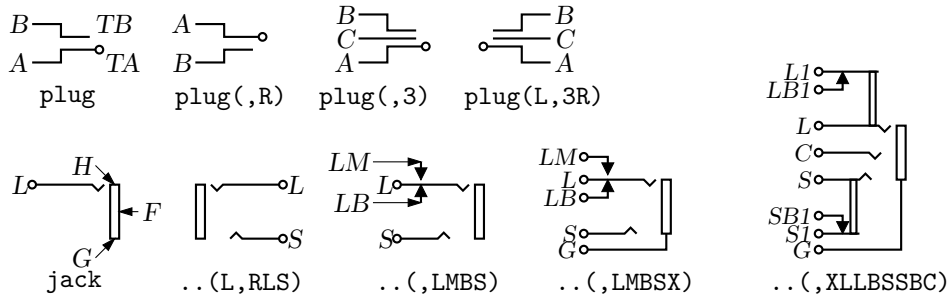 B TB
A TA
plug
A
B
plug(,R)
B
C
A
plug(,3)
B
C
A
plug(L,3R)
L1
LB1
L
C
S
SB1
S1
G
..(,XLLBSSBC)
H
L
F
G
jack
L
S
..(L,RLS)
LM
L
LB
S
..(,LMBS)
LM
L
LB
S
G
..(,LMBSX)